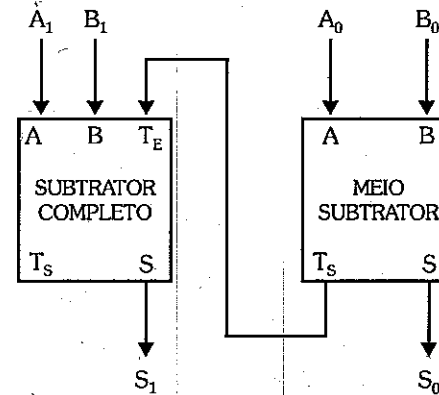 A₁ B₁ A₀ B₀
A B Tₑ A B
SUBTRATOR MEIO
COMPLETO SUBTRATOR
Tₛ S Tₛ S
S₁ S₀